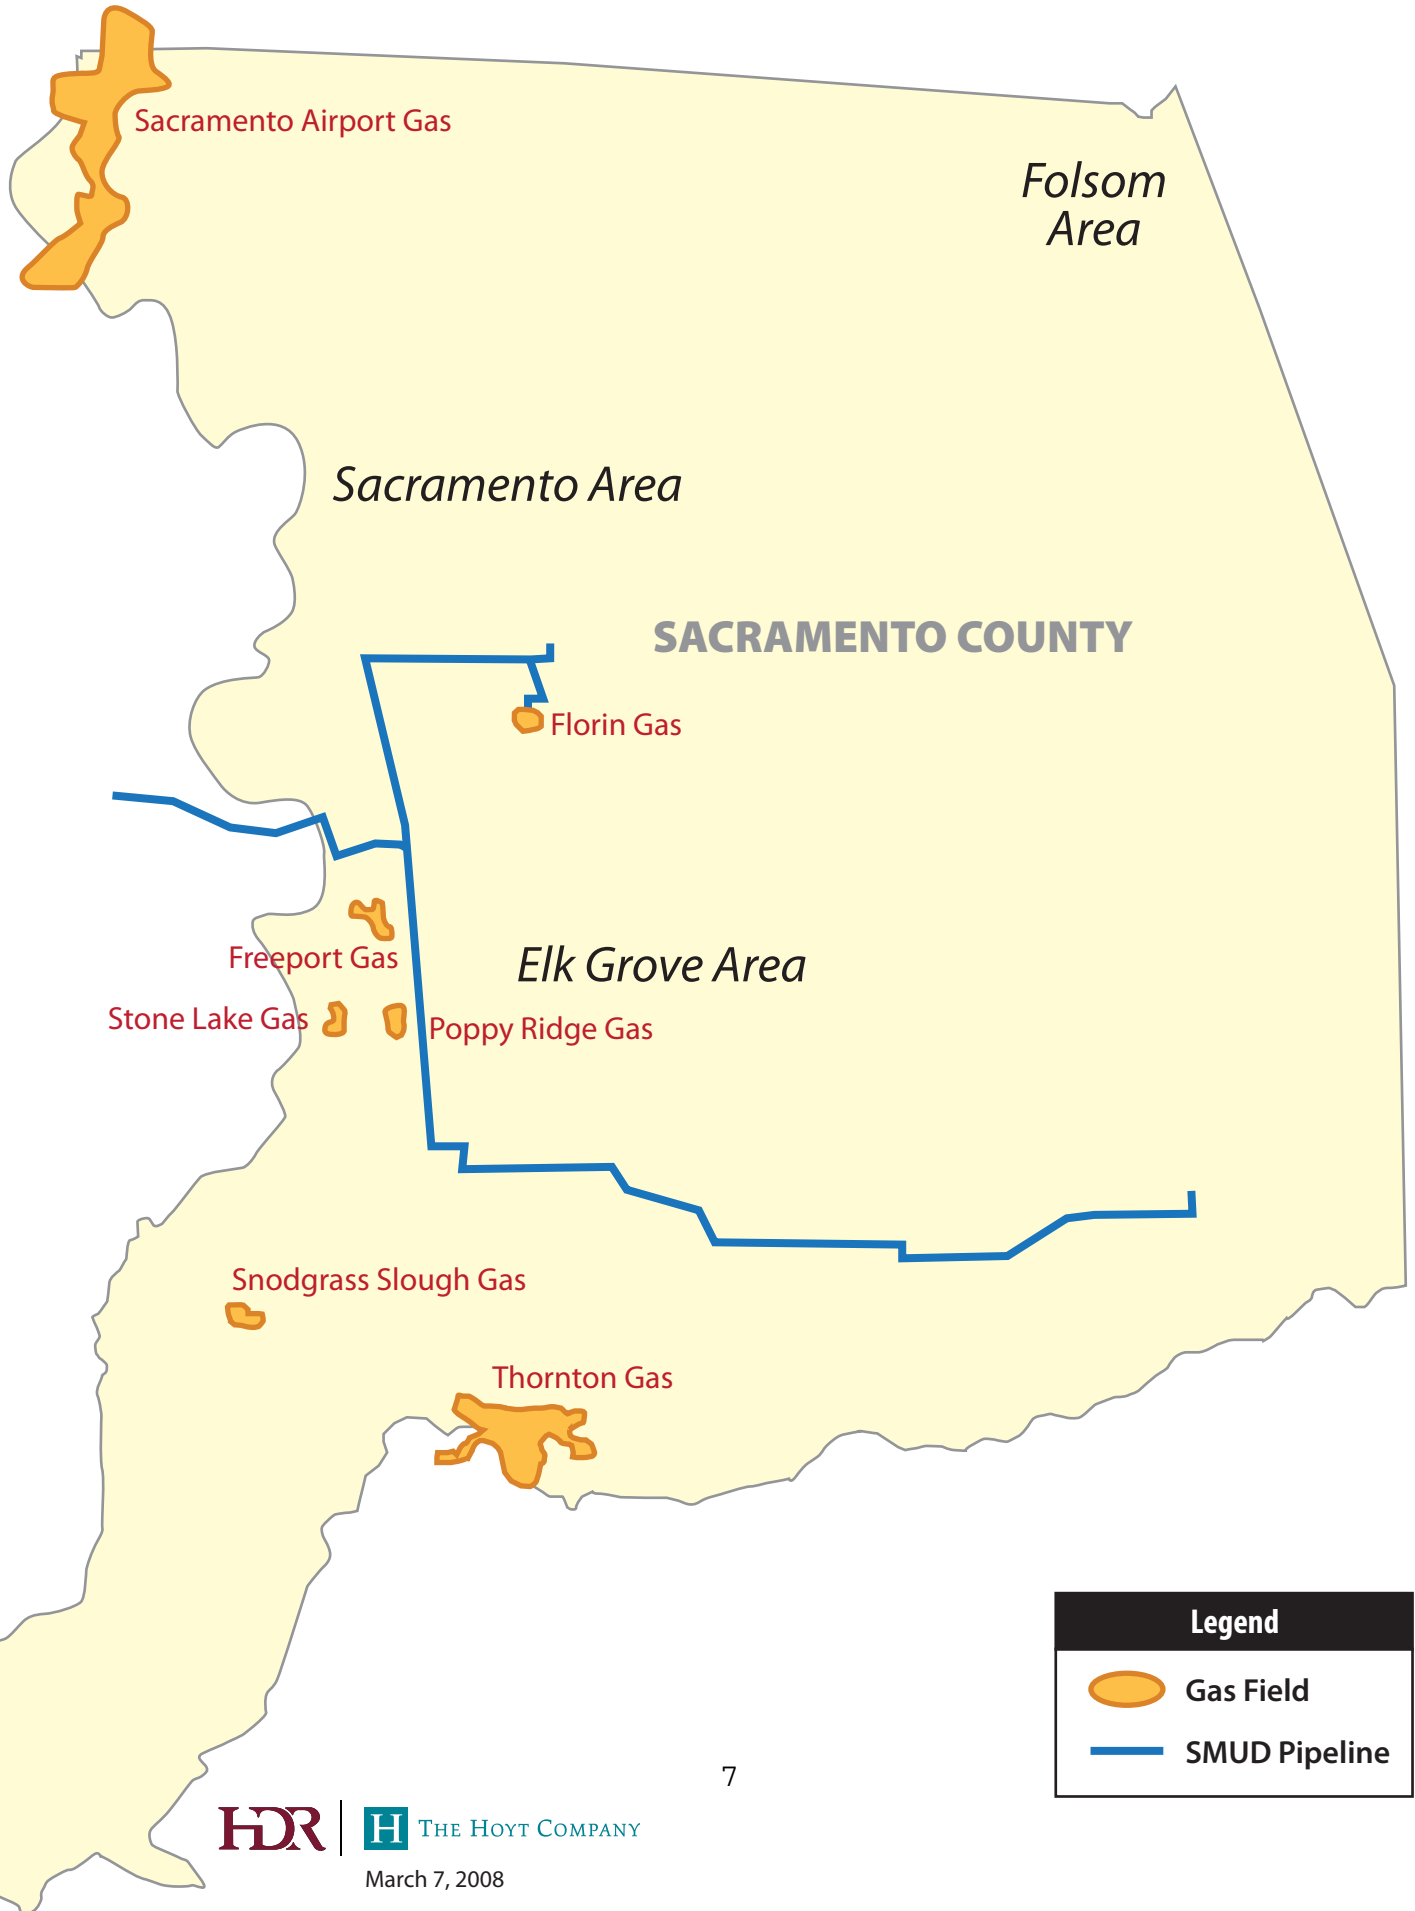 Sacramento Airport Gas
Folsom
Area
Sacramento Area
SACRAMENTO COUNTY
Florin Gas
Freeport Gas
Elk Grove Area
Stone Lake Gas
Poppy Ridge Gas
Snodgrass Slough Gas
Thornton Gas
Legend
Gas Field
SMUD Pipeline
7
HDR
H THE HOYT COMPANY
March 7, 2008